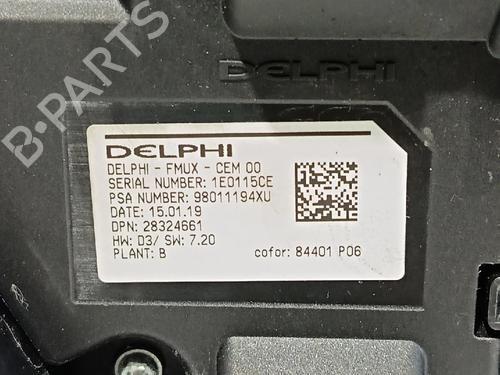 B-PARTS
DELPHI
DELPHI
DELPHI - FMUX - CEM 00
SERIAL NUMBER: 1E0115CE
PSA NUMBER: 98011194XU
DATE: 15.01.19
DPN: 28324661
HW: D3/ SW: 7.20
PLANT: B
cofor: 84401 P06